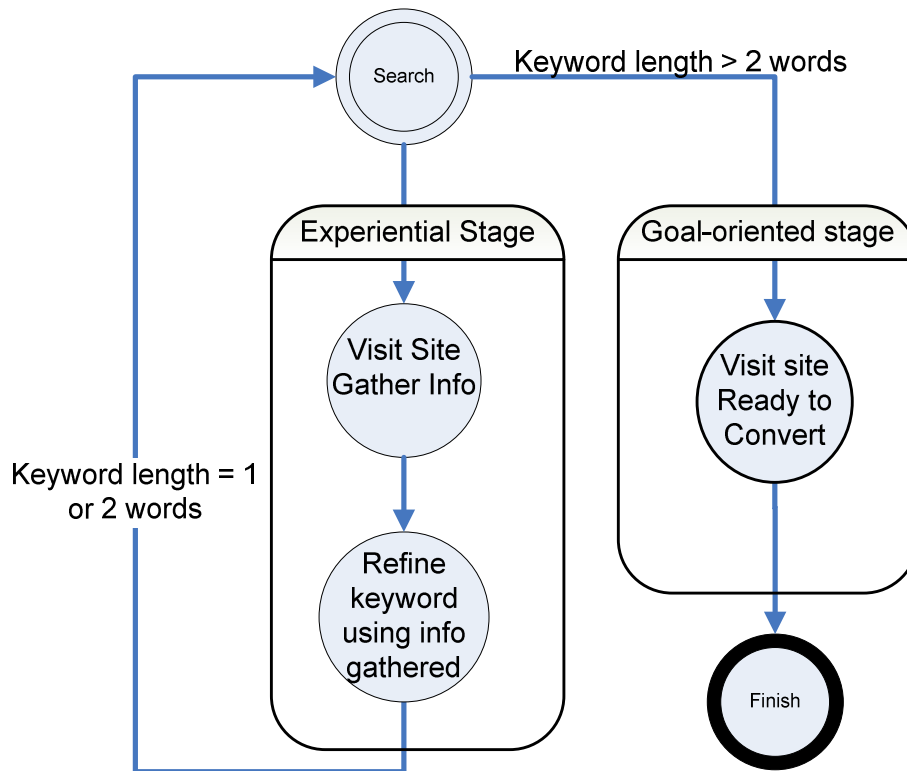 Search
Keyword length > 2 words
Experiential Stage
Goal-oriented stage
Visit Site
Gather Info
Visit site
Ready to
Convert
Keyword length = 1
or 2 words
Refine
keyword
using info
gathered
Finish